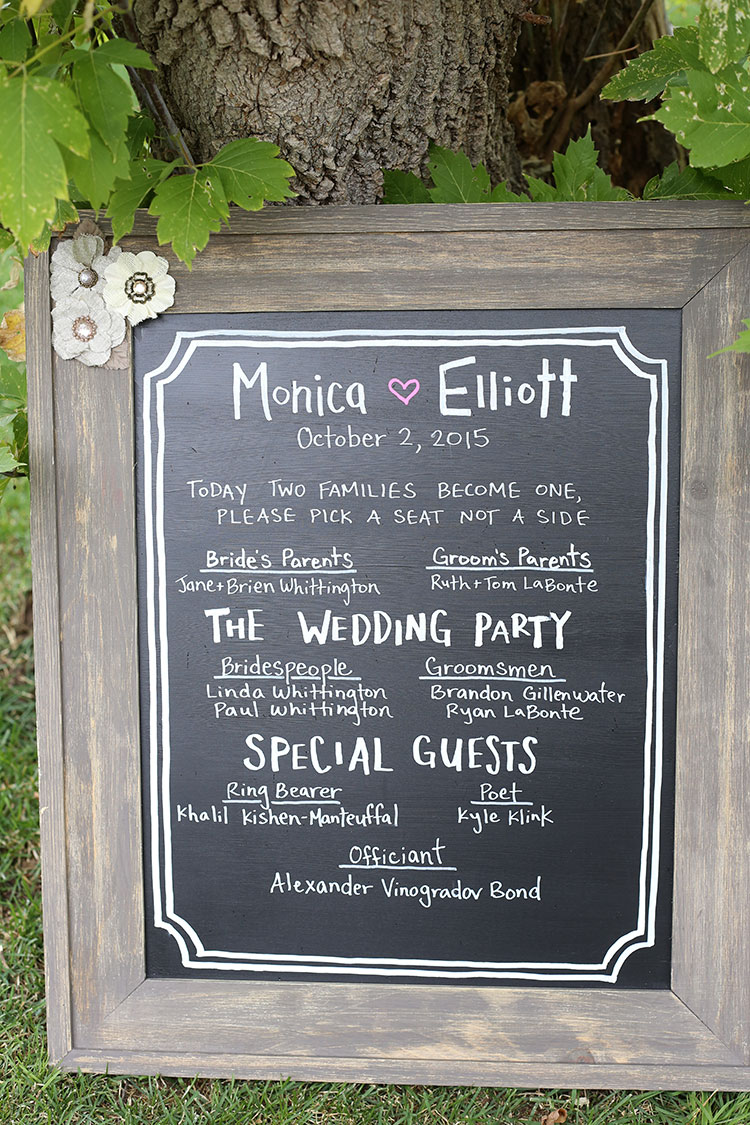 Monica ♡ Elliott
October 2, 2015
TODAY TWO FAMILIES BECOME ONE,
PLEASE PICK A SEAT NOT A SIDE
Bride's Parents Groom's Parents
Jane + Brien Whittington Ruth + Tom LaBonte
THE WEDDING PARTY
Bridespeople Groomsmen
Linda Whittington Brandon Gillenwater
Paul Whittington Ryan LaBonte
SPECIAL GUESTS
Ring Bearer Poet
Khalil Kishen-Manteuffal Kyle Klink
Officiant
Alexander Vinogradov Bond